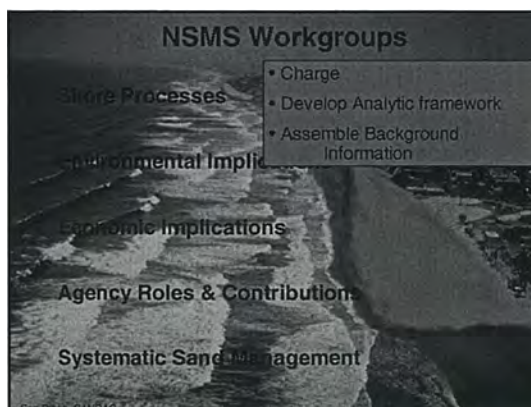 NSMS Workgroups
• Charge
• Develop Analytic framework
• Assemble Background
Information
Shore Processes
Environmental
Economic Implications
Agency Roles & Contributions
Systematic Sand Management